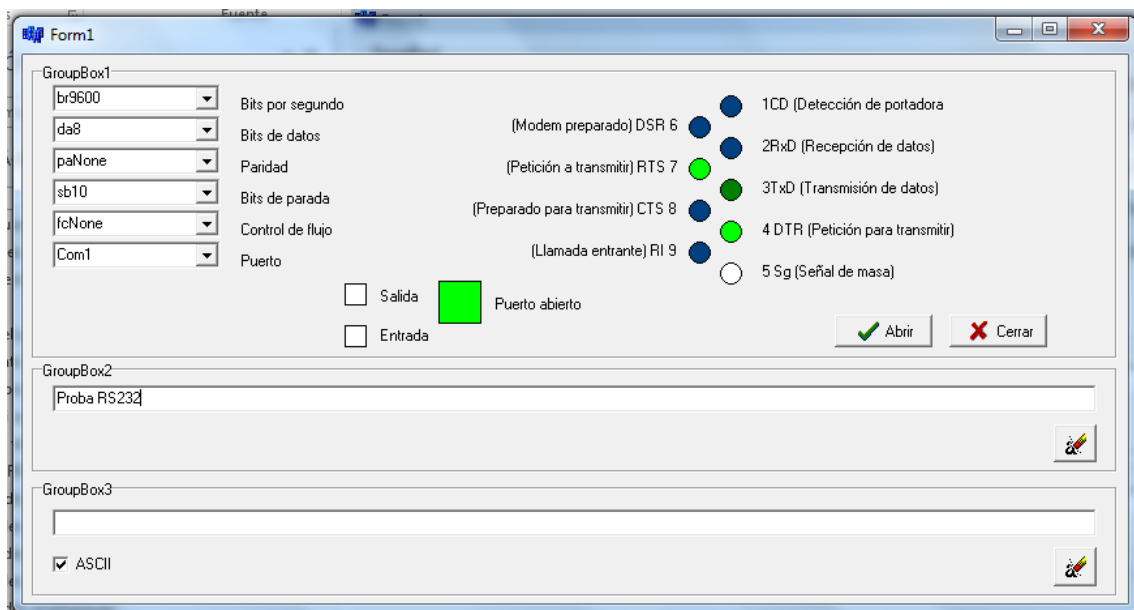 Fuente
Form1
GroupBox1
br9600
Bits por segundo
da8
Bits de datos
paNone
Paridad
sb10
Bits de parada
fcNone
Control de flujo
Com1
Puerto
(Modem preparado) DSR 6
(Petición a transmitir) RTS 7
(Preparado para transmitir) CTS 8
(Llamada entrante) RI 9
1CD (Detección de portadora
2RxD (Recepción de datos)
3TxD (Transmisión de datos)
4 DTR (Petición para transmitir)
5 Sg (Señal de masa)
Salida
Entrada
Puerto abierto
Abrir
Cerrar
GroupBox2
Proba RS232
GroupBox3
ASCII